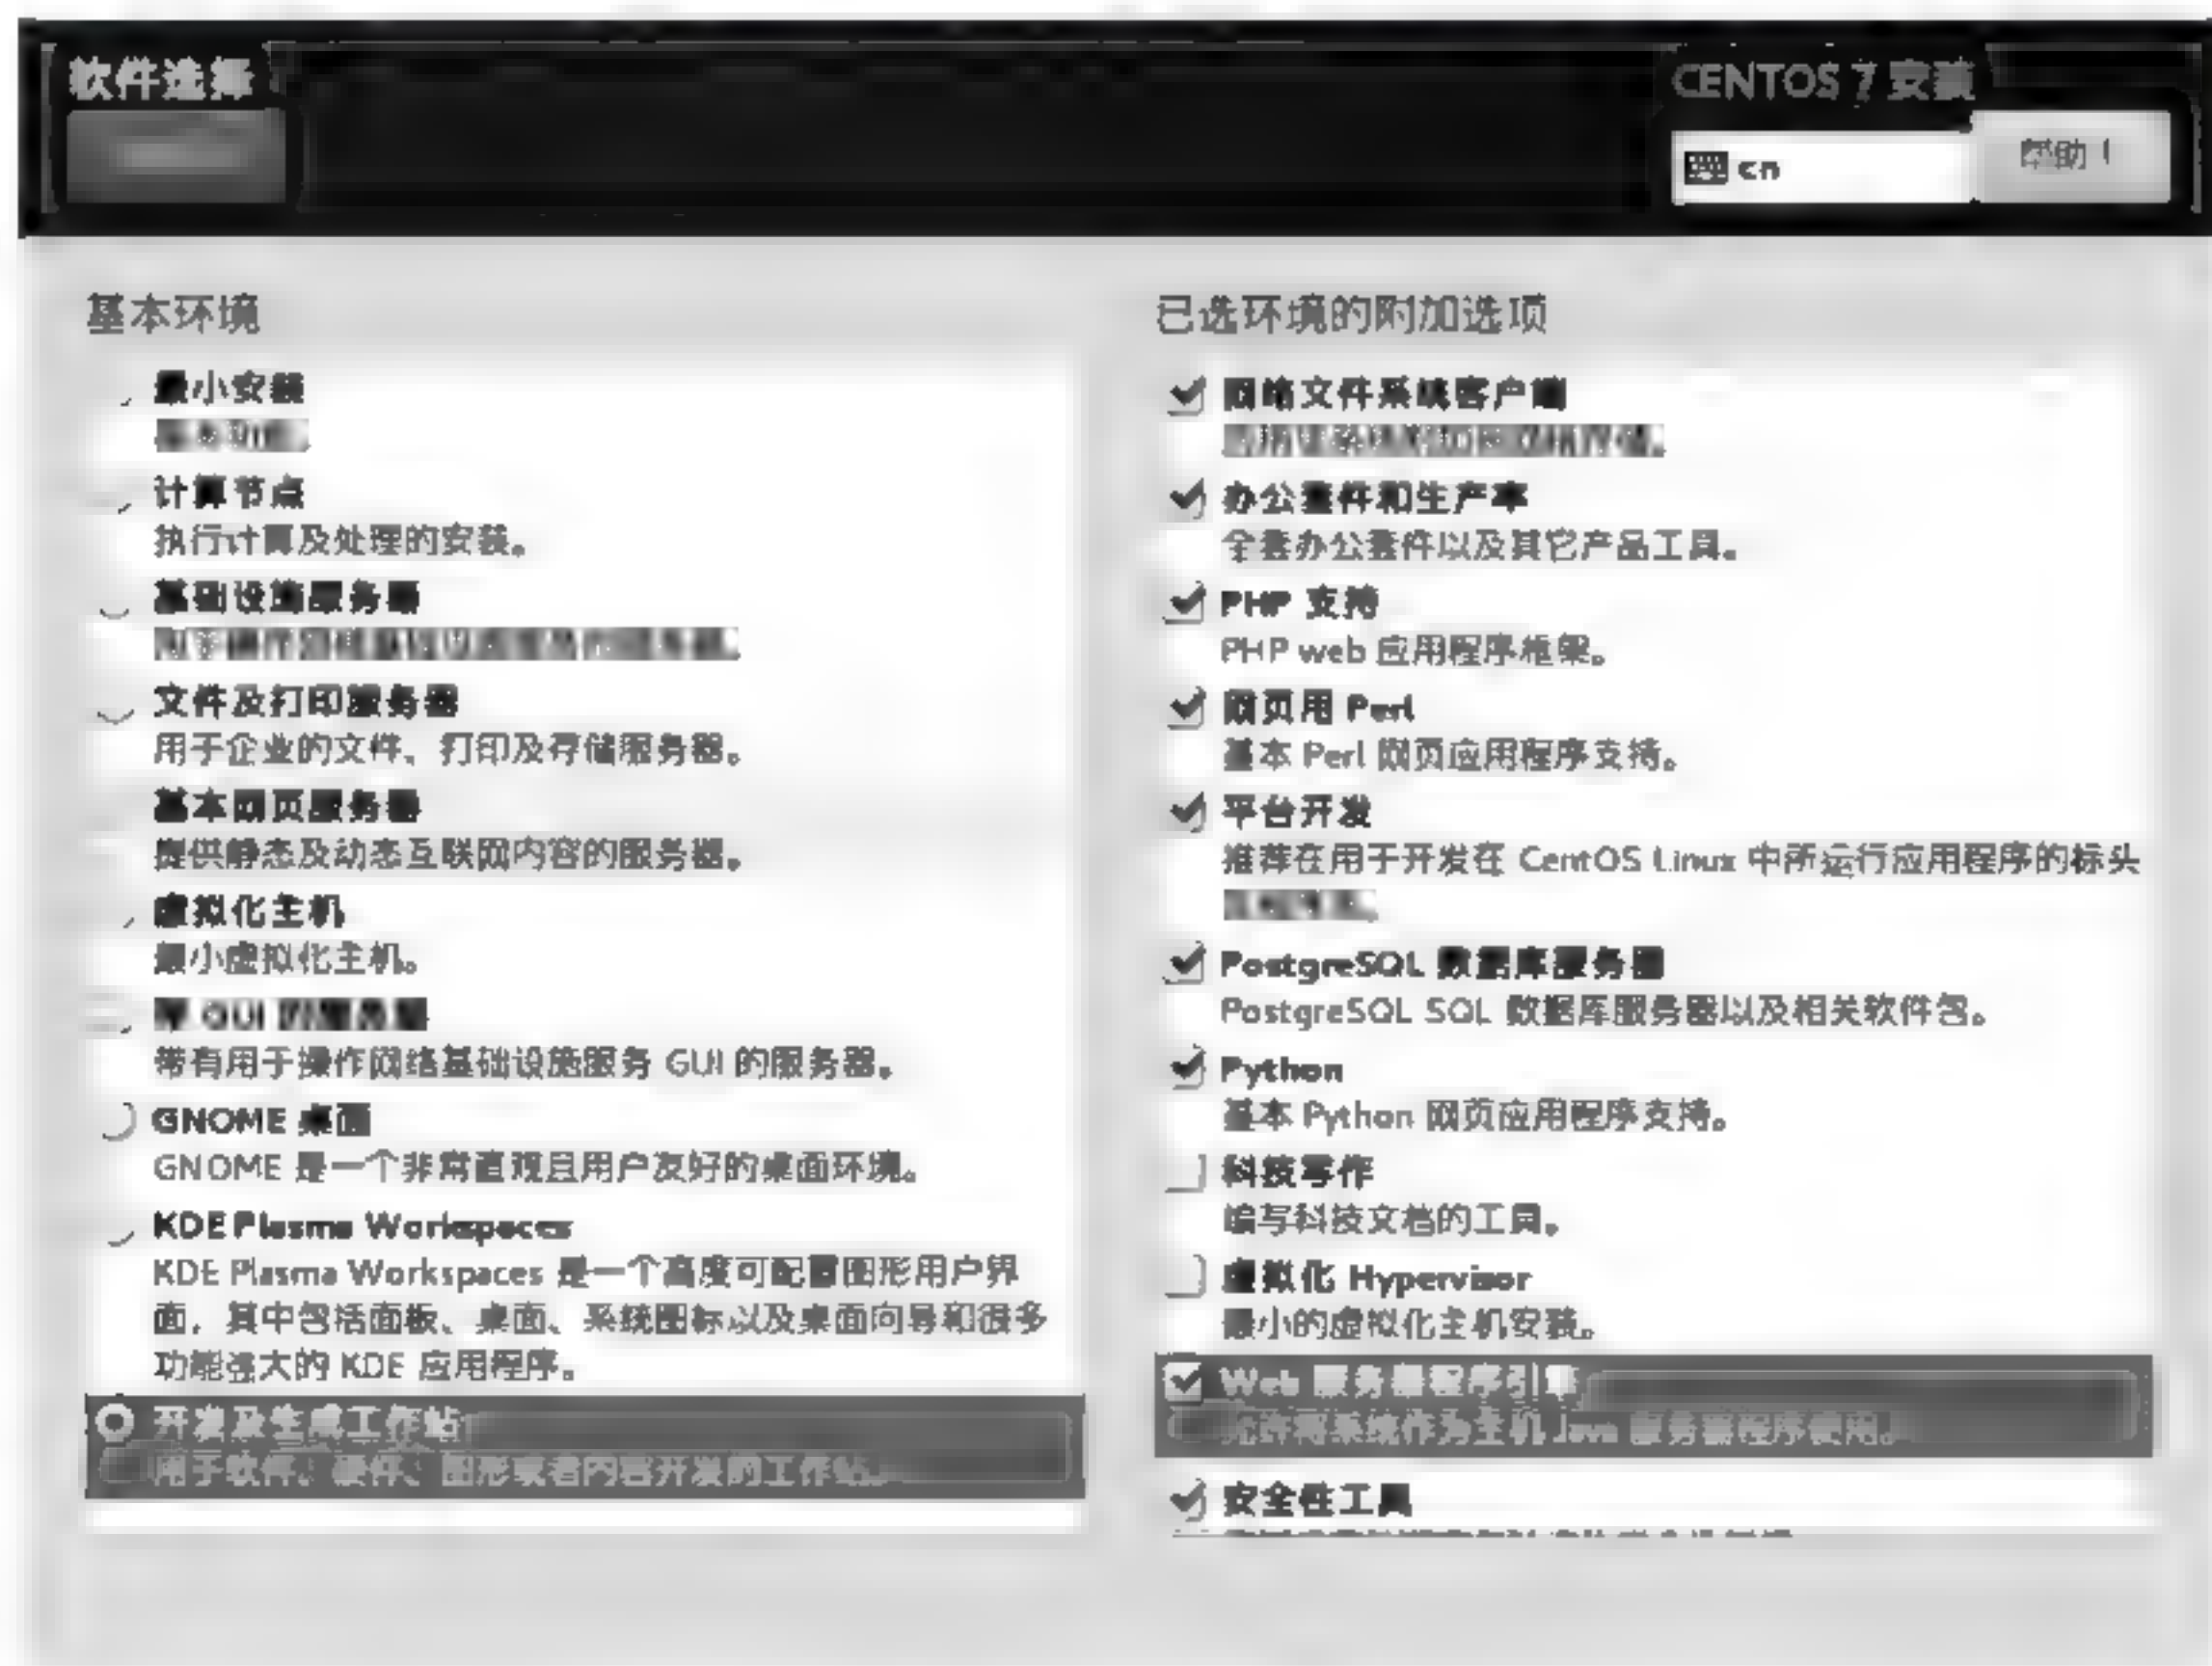 软件选择
CENTOS 7 安装
cn
帮助！
基本环境
最小安装
计算节点
执行计算及处理的安装。
基础设施服务器
文件及打印服务器
用于企业的文件、打印及存储服务器。
基本网页服务器
提供静态及动态互联网内容的服务器。
虚拟化主机
最小虚拟化主机。
带 GUI 的服务器
带有用于操作网络基础设施服务 GUI 的服务器。
GNOME 桌面
GNOME 是一个非常直观且用户友好的桌面环境。
KDE Plasma Workspaces
KDE Plasma Workspaces 是一个高度可配置图形用户界
面，其中包括面板、桌面、系统图标以及桌面向导和很多
功能强大的 KDE 应用程序。
开发及生成工作站
用于软件、硬件、图形或者内容开发的工作站。
已选环境的附加选项
网络文件系统客户端
办公套件和生产率
全套办公套件以及其它产品工具。
PHP 支持
PHP web 应用程序框架。
网页用 Perl
基本 Perl 网页应用程序支持。
平台开发
推荐在用于开发在 CentOS Linux 中所运行应用程序的标头
PostgreSQL 数据库服务器
PostgreSQL SQL 数据库服务器以及相关软件包。
Python
基本 Python 网页应用程序支持。
科技写作
编写科技文档的工具。
虚拟化 Hypervisor
最小的虚拟化主机安装。
Web 服务器程序引擎
允许将系统作为主机 Java 服务器程序使用。
安全性工具